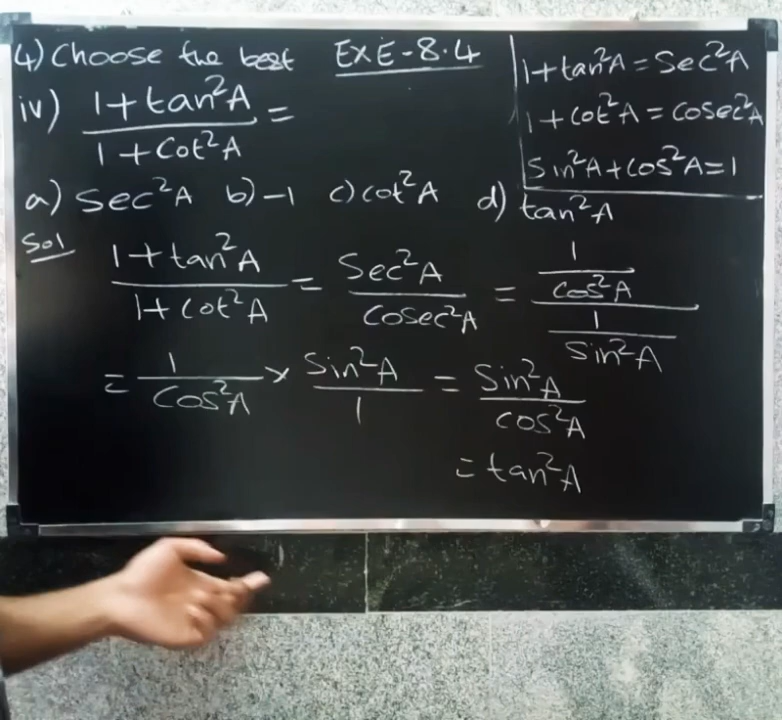 4) Choose the best EXE-8.4
iv) (1+tan²A)/(1+Cot²A) =
1+tan²A = Sec²A
1+Cot²A = Cosec²A
Sin²A+Cos²A=1
a) Sec²A b) -1 c) cot²A d) tan²A
Sol
(1+tan²A)/(1+Cot²A) = Sec²A/Cosec²A = (1/Cos²A)/(1/Sin²A)
= 1/Cos²A × Sin²A/1 = Sin²A/cos²A
= tan²A